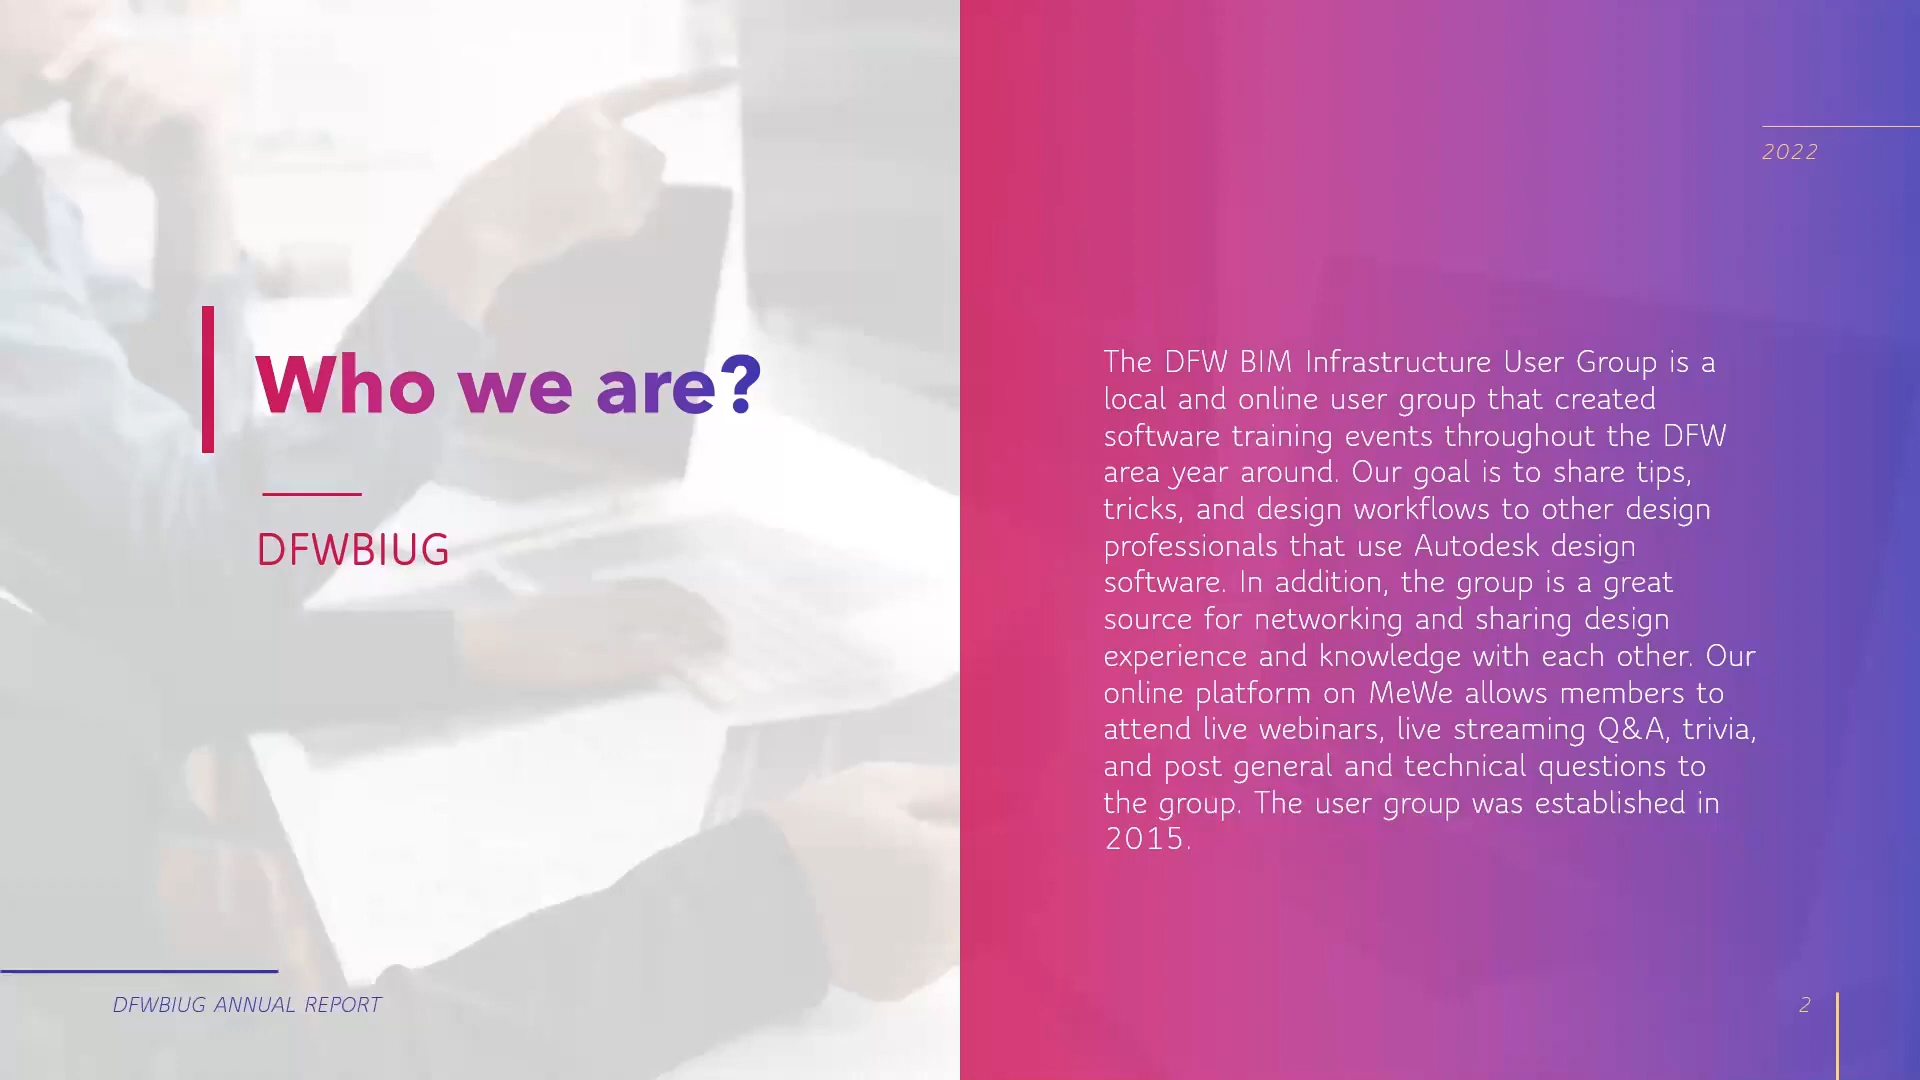 Who we are?
DFWBIUG
DFWBIUG ANNUAL REPORT
2022
The DFW BIM Infrastructure User Group is a
local and online user group that created
software training events throughout the DFW
area year around. Our goal is to share tips,
tricks, and design workflows to other design
professionals that use Autodesk design
software. In addition, the group is a great
source for networking and sharing design
experience and knowledge with each other. Our
online platform on MeWe allows members to
attend live webinars, live streaming Q&A, trivia,
and post general and technical questions to
the group. The user group was established in
2015.
2